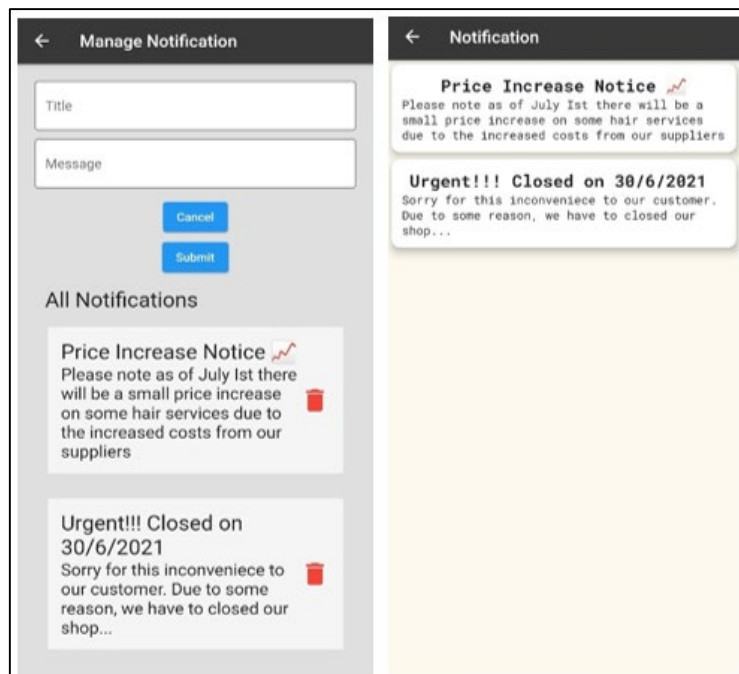 ← Manage Notification
Title
Message
Cancel
Submit
All Notifications
Price Increase Notice 📈
Please note as of July Ist there
will be a small price increase
on some hair services due to
the increased costs from our
suppliers
Urgent!!! Closed on
30/6/2021
Sorry for this inconveniece to
our customer. Due to some
reason, we have to closed our
shop...
← Notification
Price Increase Notice 📈
Please note as of July Ist there will be a
small price increase on some hair services
due to the increased costs from our suppliers
Urgent!!! Closed on 30/6/2021
Sorry for this inconveniece to our customer.
Due to some reason, we have to closed our
shop...